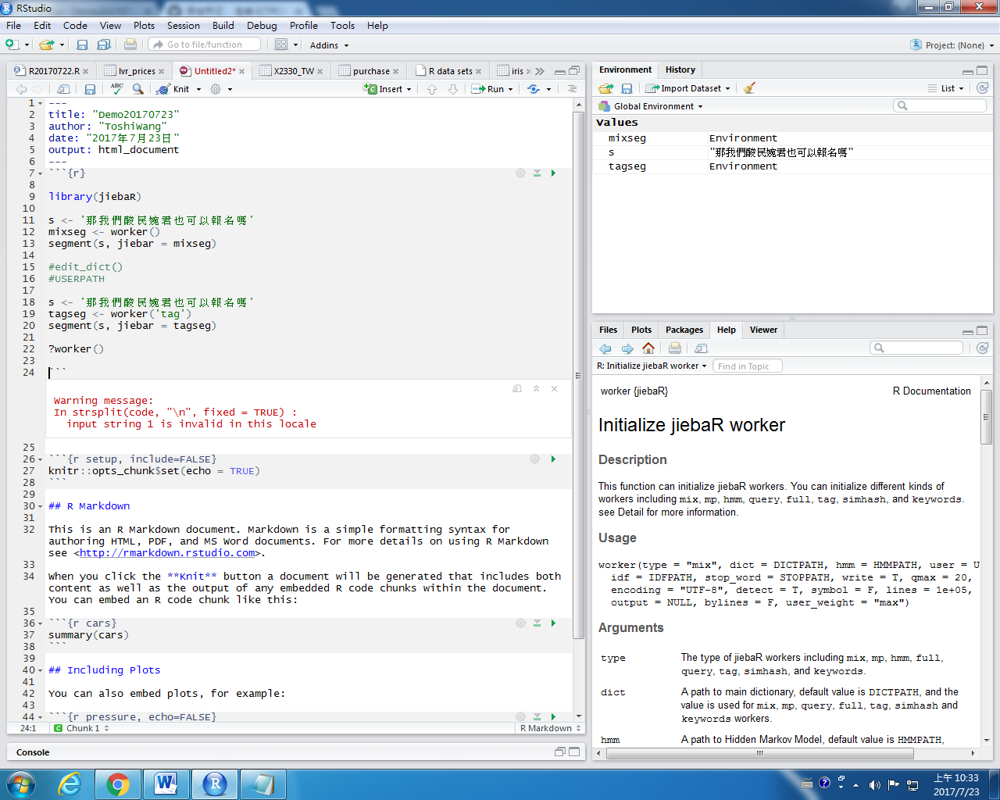 RStudio
File Edit Code View Plots Session Build Debug Profile Tools Help
Go to file/function Addins Project: (None)
R20170722.R lvr_prices Untitled2* X2330_TW purchase R data sets iris
ABC Knit Insert Run
1 ---
2 title: "Demo20170723"
3 author: "ToshiWang"
4 date: "2017年7月23日"
5 output: html_document
6 ---
7 ```{r}
8
9 library(jiebaR)
10
11 s <- '那我們酸民婉君也可以報名嗎'
12 mixseg <- worker()
13 segment(s, jiebar = mixseg)
14
15 #edit_dict()
16 #USERPATH
17
18 s <- '那我們酸民婉君也可以報名嗎'
19 tagseg <- worker('tag')
20 segment(s, jiebar = tagseg)
21
22 ?worker()
23
24 ```
Warning message:
In strsplit(code, "\n", fixed = TRUE) :
input string 1 is invalid in this locale
25
26 ```{r setup, include=FALSE}
27 knitr::opts_chunk$set(echo = TRUE)
28 ```
29
30 ## R Markdown
31
32 This is an R Markdown document. Markdown is a simple formatting syntax for
authoring HTML, PDF, and MS Word documents. For more details on using R Markdown
see <http://rmarkdown.rstudio.com>.
33
34 When you click the **Knit** button a document will be generated that includes both
content as well as the output of any embedded R code chunks within the document.
You can embed an R code chunk like this:
35
36 ```{r cars}
37 summary(cars)
38 ```
39
40 ## Including Plots
41
42 You can also embed plots, for example:
43
44 ```{r pressure, echo=FALSE}
24:1 C Chunk 1 R Markdown
Console
Environment History
Import Dataset List
Global Environment
Values
mixseg Environment
s "那我們酸民婉君也可以報名嗎"
tagseg Environment
Files Plots Packages Help Viewer
R: Initialize jiebaR worker Find in Topic
worker {jiebaR} R Documentation
Initialize jiebaR worker
Description
This function can initialize jiebaR workers. You can initialize different kinds of
workers including mix, mp, hmm, query, full, tag, simhash, and keywords.
see Detail for more information.
Usage
worker(type = "mix", dict = DICTPATH, hmm = HMMPATH, user = U
idf = IDFPATH, stop_word = STOPPATH, write = T, qmax = 20,
encoding = "UTF-8", detect = T, symbol = F, lines = 1e+05,
output = NULL, bylines = F, user_weight = "max")
Arguments
type The type of jiebaR workers including mix, mp, hmm, full,
query, tag, simhash, and keywords.
dict A path to main dictionary, default value is DICTPATH, and the
value is used for mix, mp, query, full, tag, simhash and
keywords workers.
hmm A path to Hidden Markov Model, default value is HMMPATH,
上午 10:33
2017/7/23